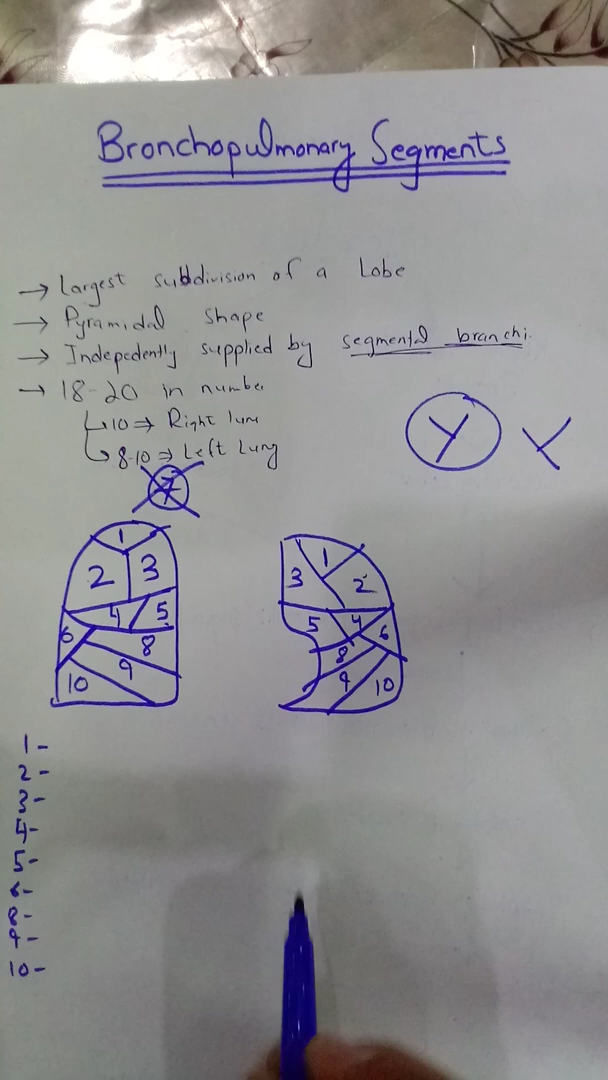 Bronchopulmonary Segments
→ Largest subdivision of a Lobe
→ Pyramidal Shape
→ Indepedently supplied by segmental branchi.
→ 18-20 in number
10 ⇒ Right lung
8-10 ⇒ Left Lung
7
1
2 3
4 5
6 8
9
10
1
3 2
5 4 6
8
9 10
1-
2-
3-
4-
5-
6-
8-
9-
10-